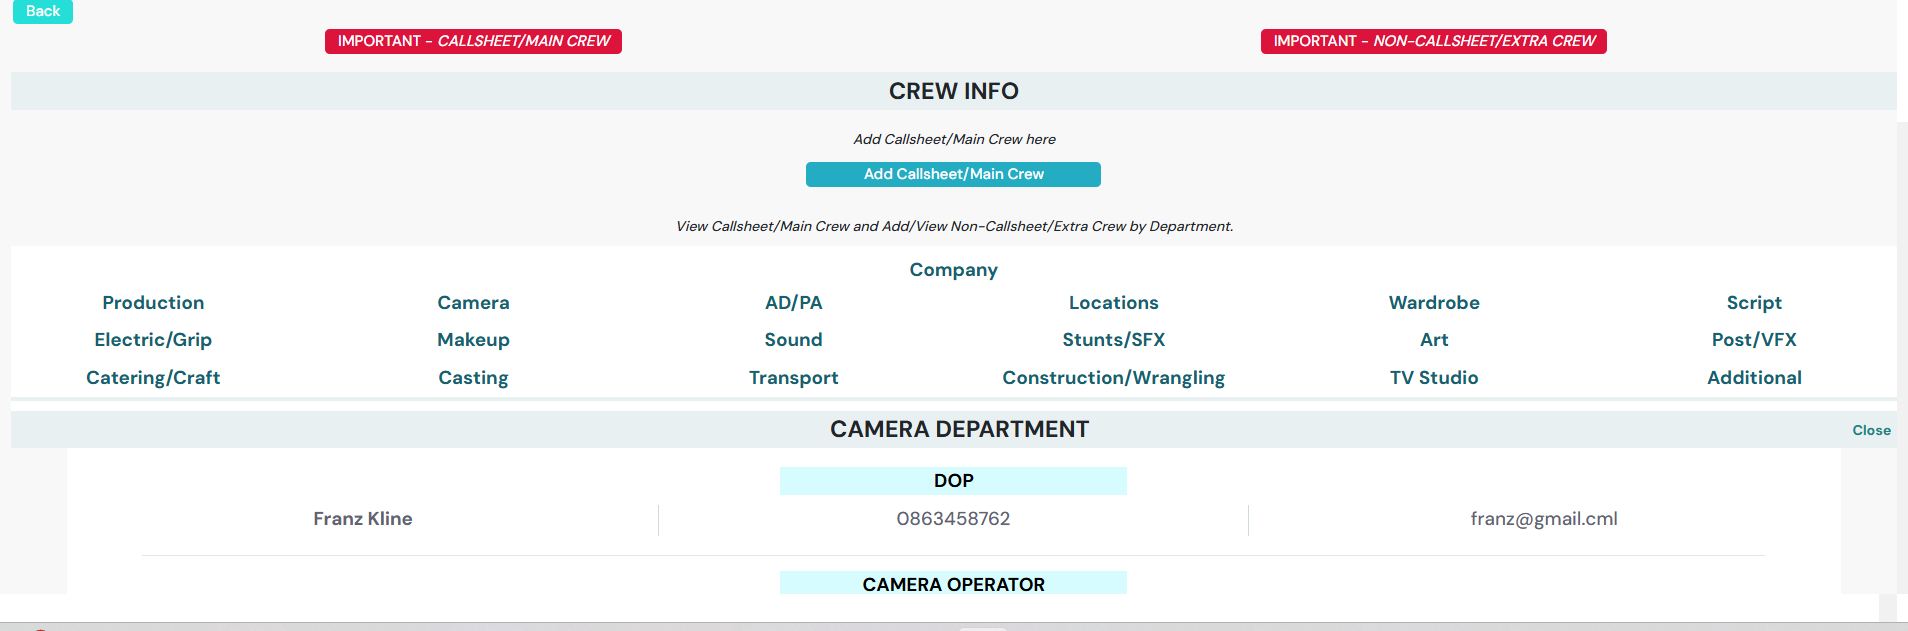 Back
IMPORTANT - CALLSHEET/MAIN CREW
IMPORTANT - NON-CALLSHEET/EXTRA CREW
CREW INFO
Add Callsheet/Main Crew here
Add Callsheet/Main Crew
View Callsheet/Main Crew and Add/View Non-Callsheet/Extra Crew by Department.
Company
Production Camera AD/PA Locations Wardrobe Script
Electric/Grip Makeup Sound Stunts/SFX Art Post/VFX
Catering/Craft Casting Transport Construction/Wrangling TV Studio Additional
CAMERA DEPARTMENT Close
DOP
Franz Kline 0863458762 franz@gmail.cml
CAMERA OPERATOR